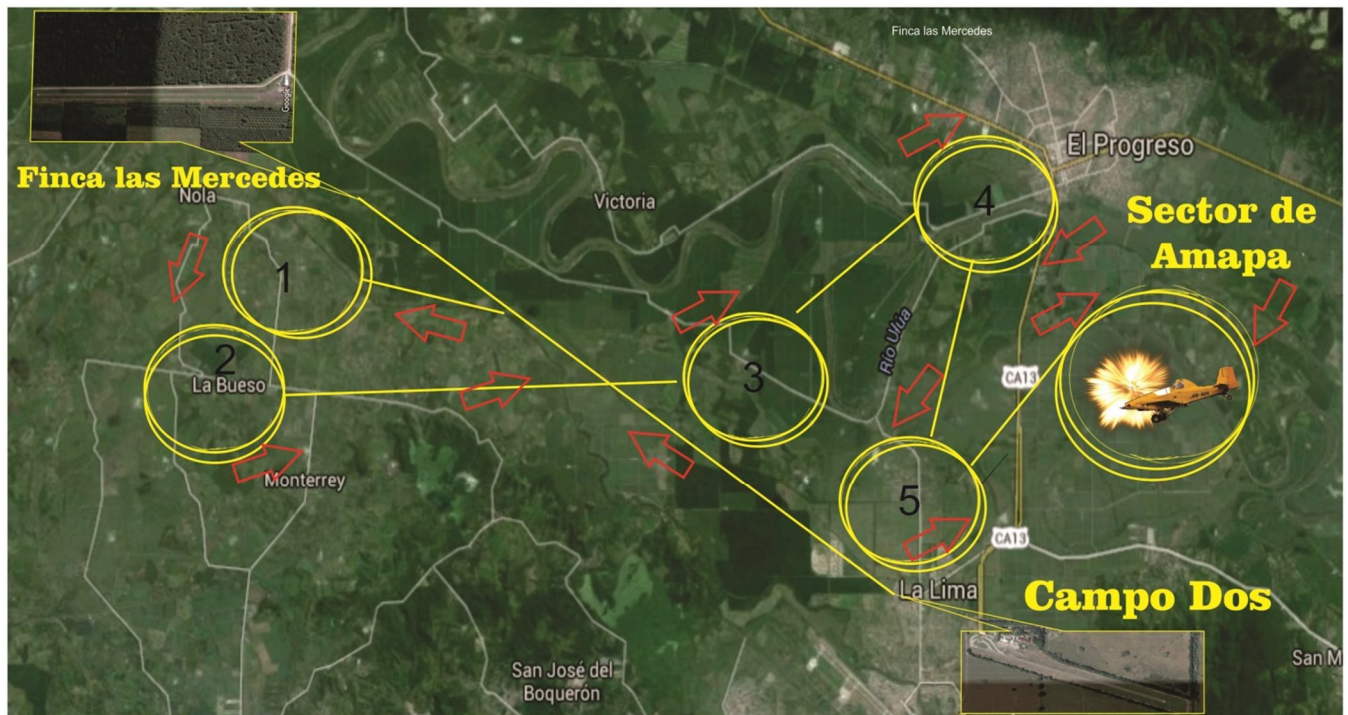 Finca las Mercedes
Google
Finca las Mercedes
Nola
Victoria
El Progreso
Sector de
Amapa
1
2
3
4
5
La Bueso
Monterrey
Río Ulúa
CA13
CA13
La Lima
Campo Dos
San José del
Boquerón
San M